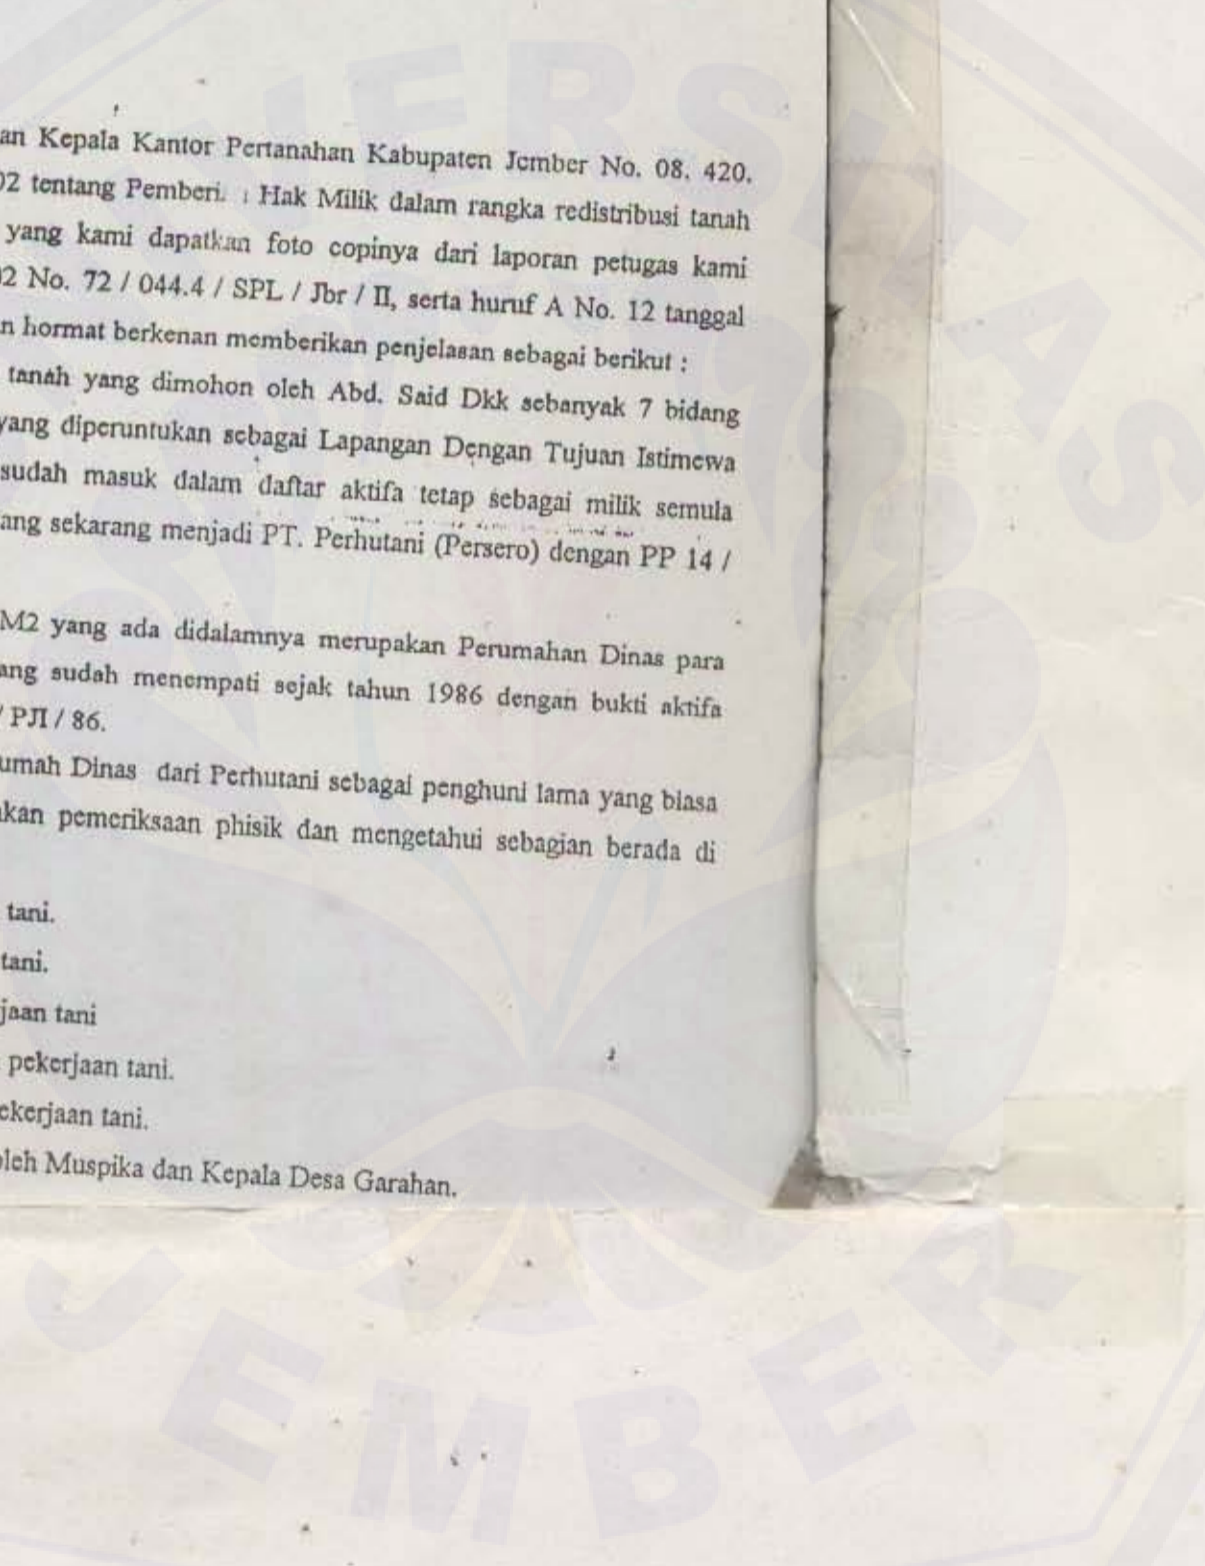 an Kepala Kantor Pertanahan Kabupaten Jember No. 08. 420.
02 tentang Pemberi. : Hak Milik dalam rangka redistribusi tanah
yang kami dapatkan foto copinya dari laporan petugas kami
02 No. 72 / 044.4 / SPL / Jbr / II, serta huruf A No. 12 tanggal
n hormat berkenan memberikan penjelasan sebagai berikut :
tanah yang dimohon oleh Abd. Said Dkk sebanyak 7 bidang
yang diperuntukan sebagai Lapangan Dengan Tujuan Istimewa
sudah masuk dalam daftar aktifa tetap sebagai milik semula
ang sekarang menjadi PT. Perhutani (Persero) dengan PP 14 /
M2 yang ada didalamnya merupakan Perumahan Dinas para
ang sudah menempati sejak tahun 1986 dengan bukti aktifa
/ PJI / 86.
umah Dinas dari Perhutani sebagai penghuni lama yang biasa
akan pemeriksaan phisik dan mengetahui sebagian berada di
tani.
tani.
jaan tani
pekerjaan tani.
ekerjaan tani.
oleh Muspika dan Kepala Desa Garahan.
VERSITAS
JEMBER